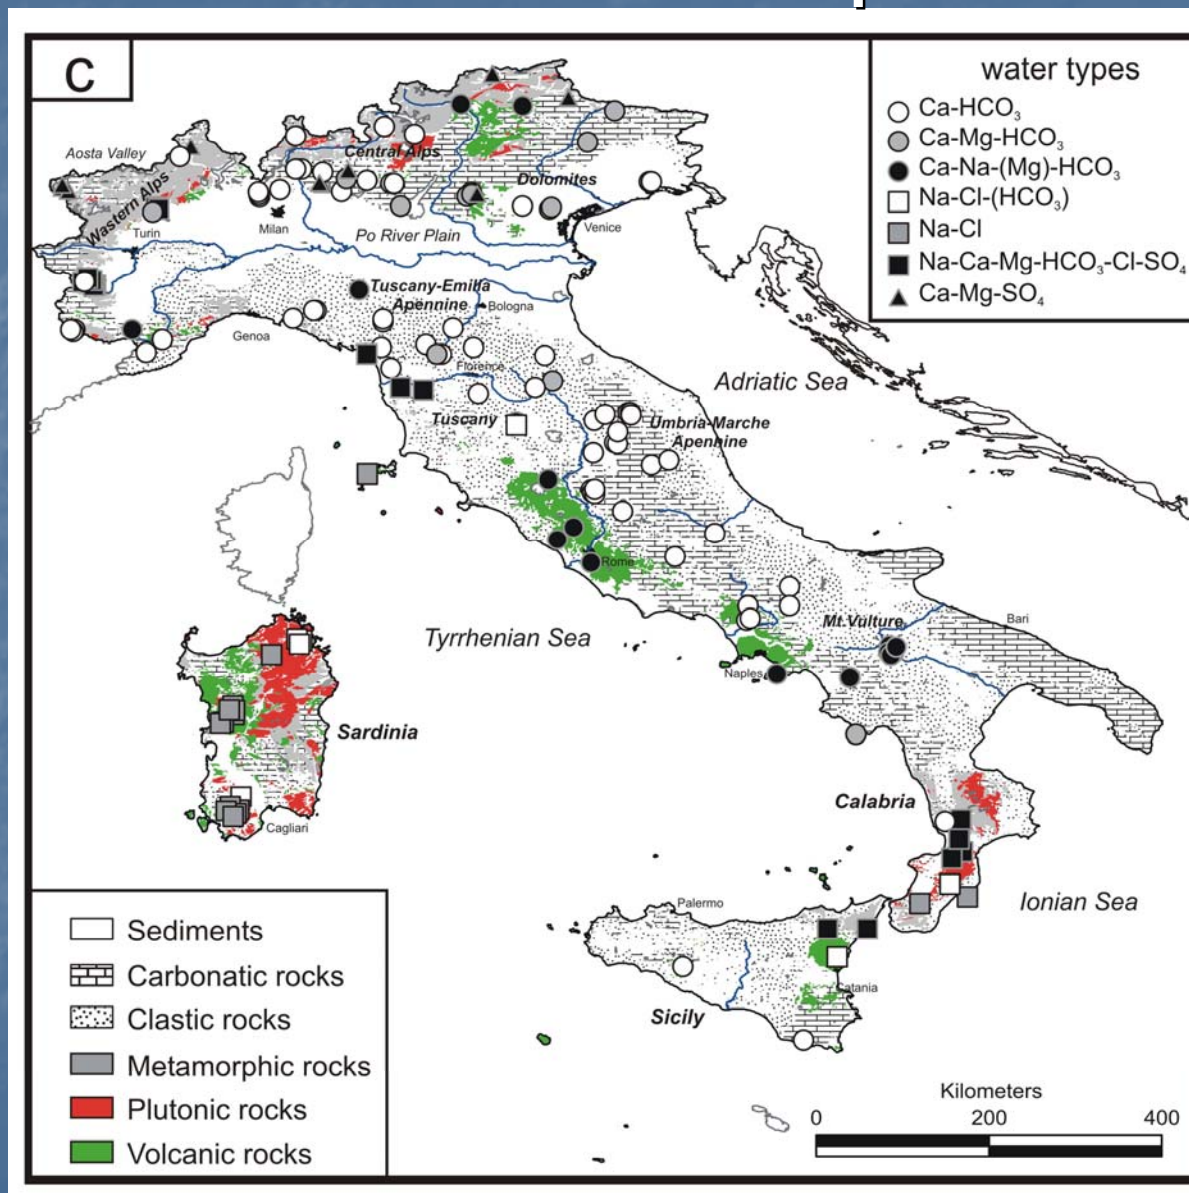 C
water types
Ca-HCO₃
Ca-Mg-HCO₃
Ca-Na-(Mg)-HCO₃
Na-Cl-(HCO₃)
Na-Cl
Na-Ca-Mg-HCO₃-Cl-SO₄
Ca-Mg-SO₄
Aosta Valley
Central Alps
Wastern Alps
Dolomites
Turin
Milan
Po River Plain
Venice
Tuscany-Emilia
Apennine
Bologna
Genoa
Florence
Adriatic Sea
Tuscany
Umbria-Marche
Apennine
Rome
Tyrrhenian Sea
Mt.Vulture
Bari
Naples
Sardinia
Calabria
Cagliari
Palermo
Ionian Sea
Catania
Sicily
Sediments
Carbonatic rocks
Clastic rocks
Metamorphic rocks
Plutonic rocks
Volcanic rocks
Kilometers
0 200 400